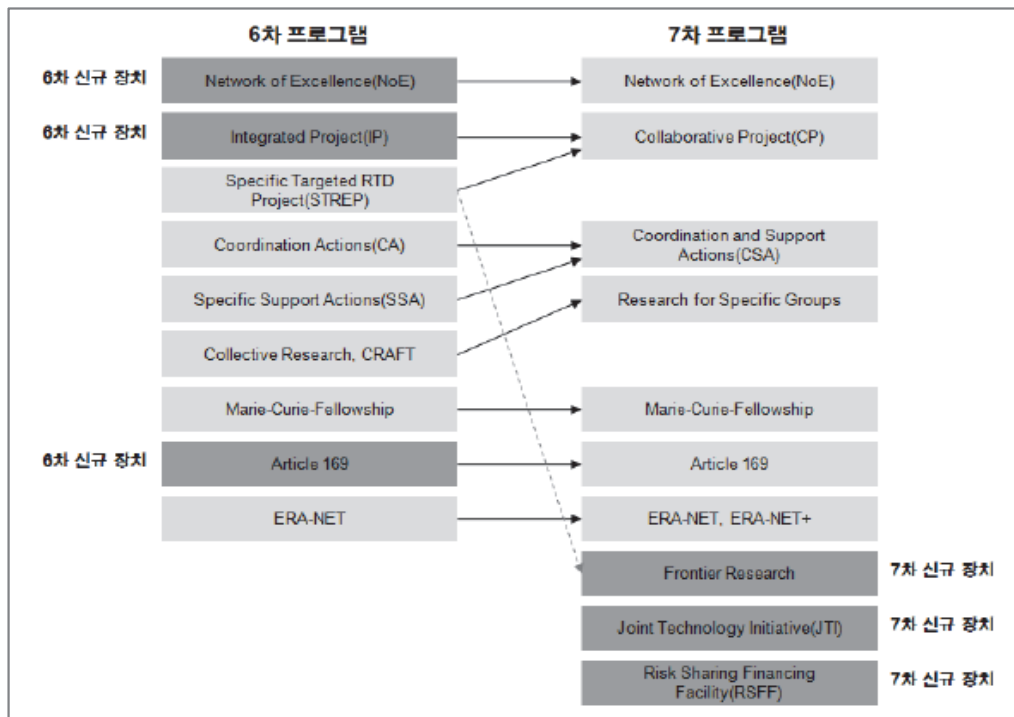 6차 프로그램 7차 프로그램
6차 신규 장치 Network of Excellence(NoE) Network of Excellence(NoE)
6차 신규 장치 Integrated Project(IP) Collaborative Project(CP)
Specific Targeted RTD
Project(STREP)
Coordination Actions(CA) Coordination and Support
Actions(CSA)
Specific Support Actions(SSA) Research for Specific Groups
Collective Research, CRAFT
Marie-Curie-Fellowship Marie-Curie-Fellowship
6차 신규 장치 Article 169 Article 169
ERA-NET ERA-NET, ERA-NET+
Frontier Research 7차 신규 장치
Joint Technology Initiative(JTI) 7차 신규 장치
Risk Sharing Financing
Facility(RSFF) 7차 신규 장치